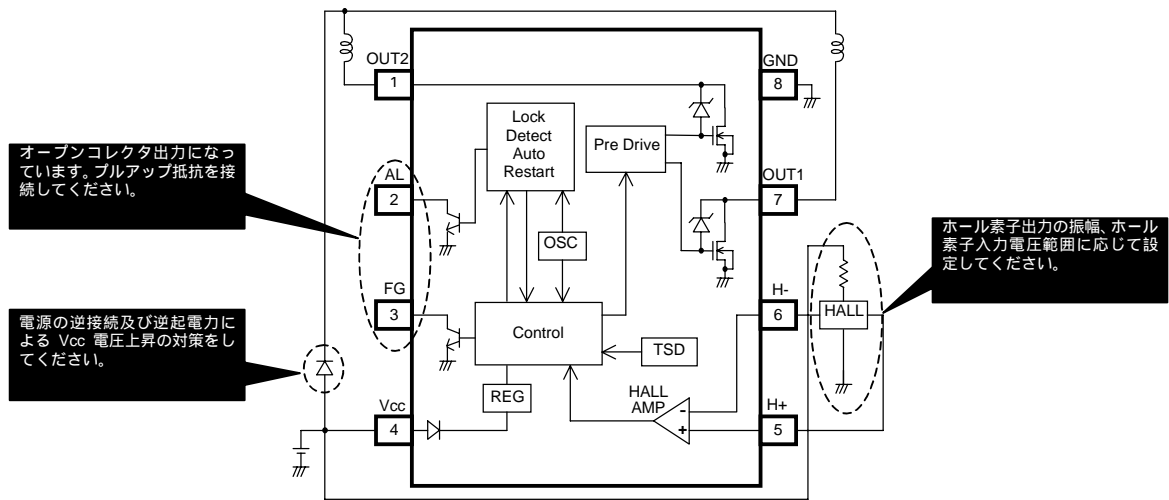 OUT2
1
GND
8
Lock
Detect
Auto
Restart
Pre Drive
オープンコレクタ出力になっ
ています。プルアップ抵抗を接
続してください。
AL
2
OUT1
7
OSC
ホール素子出力の振幅、ホール
素子入力電圧範囲に応じて設
定してください。
FG
3
H-
6
HALL
Control
TSD
電源の逆接続及び逆起電力に
よる Vcc 電圧上昇の対策をし
てください。
REG
HALL
AMP
-
+
Vcc
4
H+
5